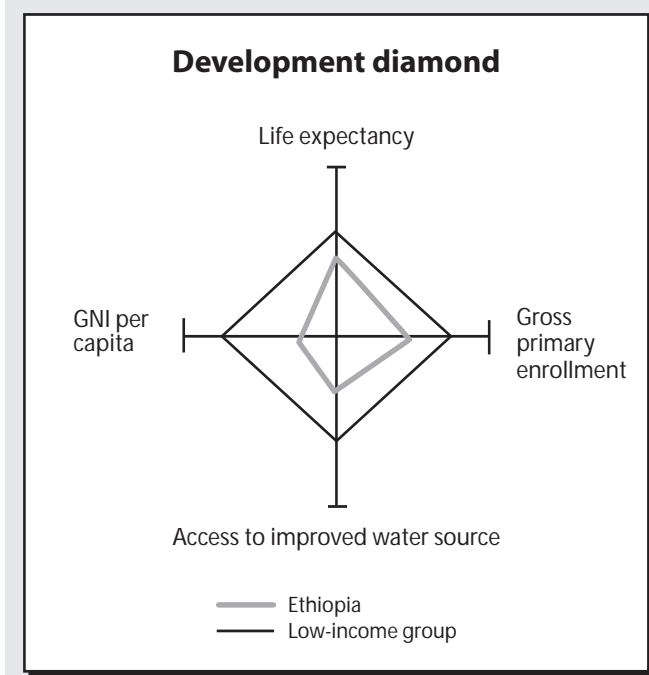 Development diamond
Life expectancy
GNI per
capita
Gross
primary
enrollment
Access to improved water source
Ethiopia
Low-income group